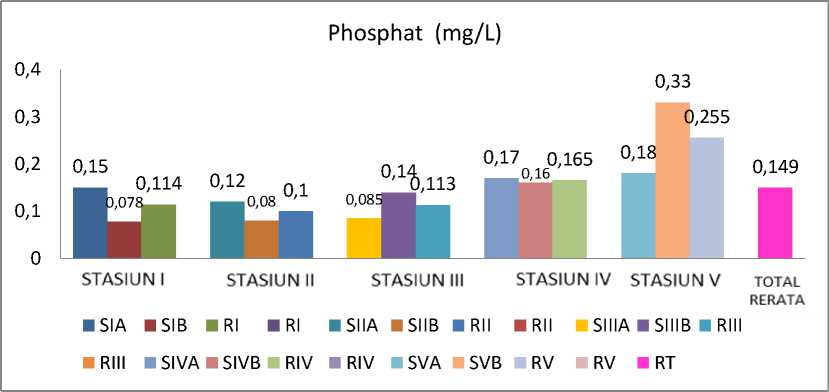 Phosphat (mg/L)
0,4
0,3
0,2
0,1
0
0,15
0,078
0,114
0,12
0,08
0,1
0,085
0,14
0,113
0,17
0,16
0,165
0,18
0,33
0,255
0,149
STASIUN I
STASIUN II
STASIUN III
STASIUN IV
STASIUN V
TOTAL
RERATA
SIA SIB RI RI SIIA SIIB RII RII SIIIA SIIIB RIII
RIII SIVA SIVB RIV RIV SVA SVB RV RV RT